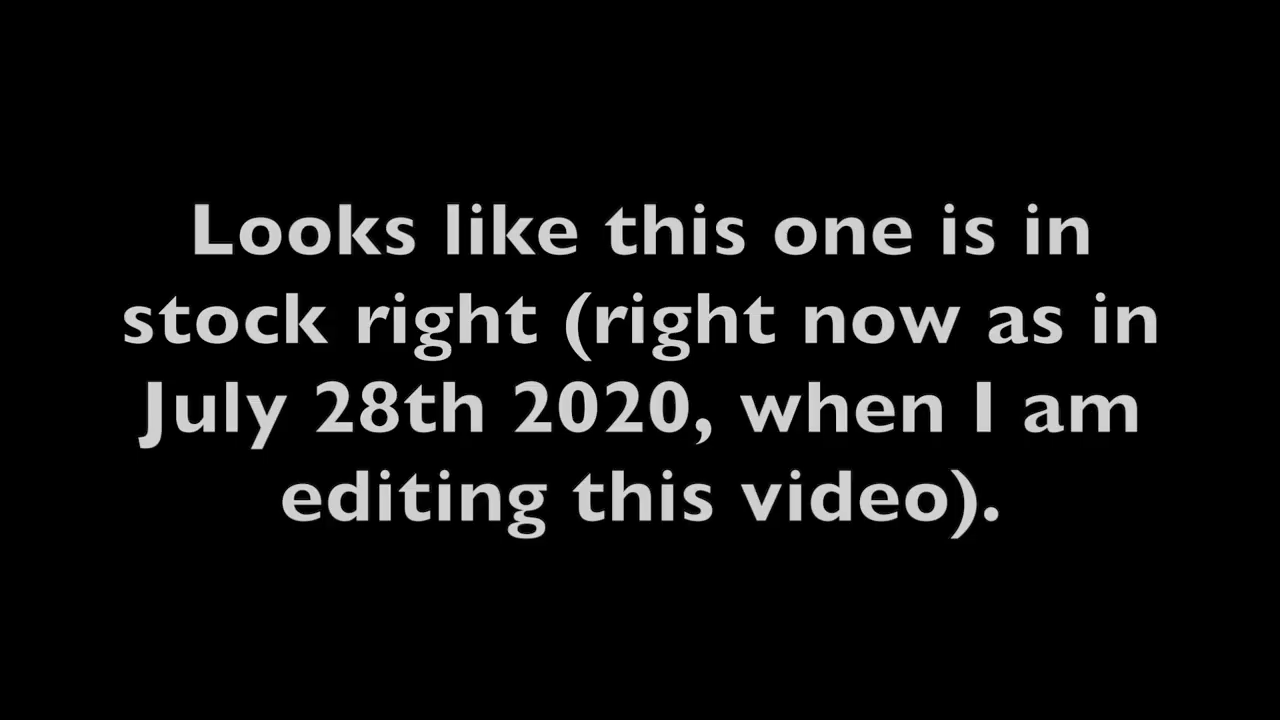 Looks like this one is in
stock right (right now as in
July 28th 2020, when I am
editing this video).